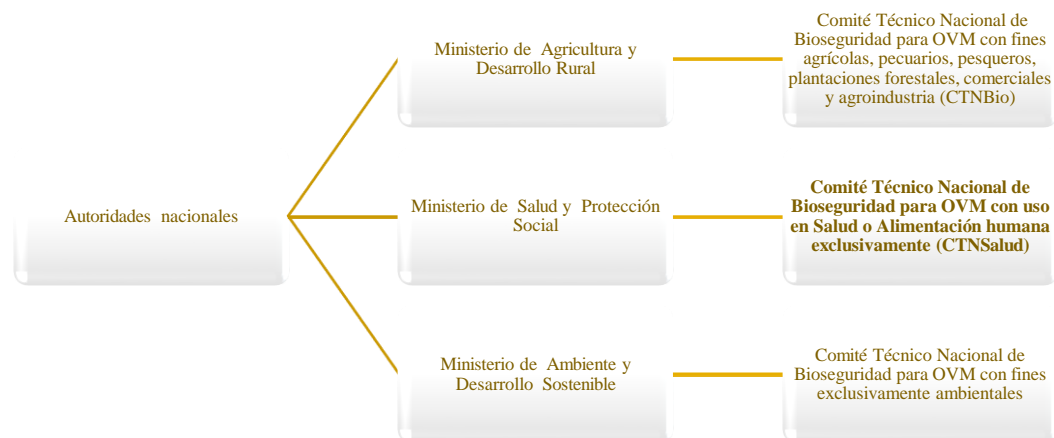 Autoridades nacionales
Ministerio de Agricultura y
Desarrollo Rural
Comité Técnico Nacional de
Bioseguridad para OVM con fines
agrícolas, pecuarios, pesqueros,
plantaciones forestales, comerciales
y agroindustria (CTNBio)
Ministerio de Salud y Protección
Social
Comité Técnico Nacional de
Bioseguridad para OVM con uso
en Salud o Alimentación humana
exclusivamente (CTNSalud)
Ministerio de Ambiente y
Desarrollo Sostenible
Comité Técnico Nacional de
Bioseguridad para OVM con fines
exclusivamente ambientales